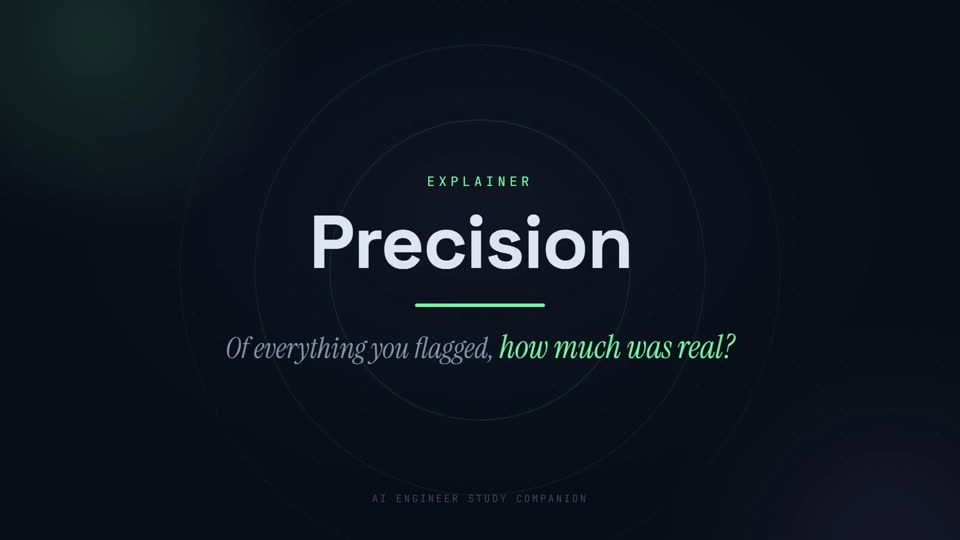 EXPLAINER
Precision
Of everything you flagged, how much was real?
AI ENGINEER STUDY COMPANION